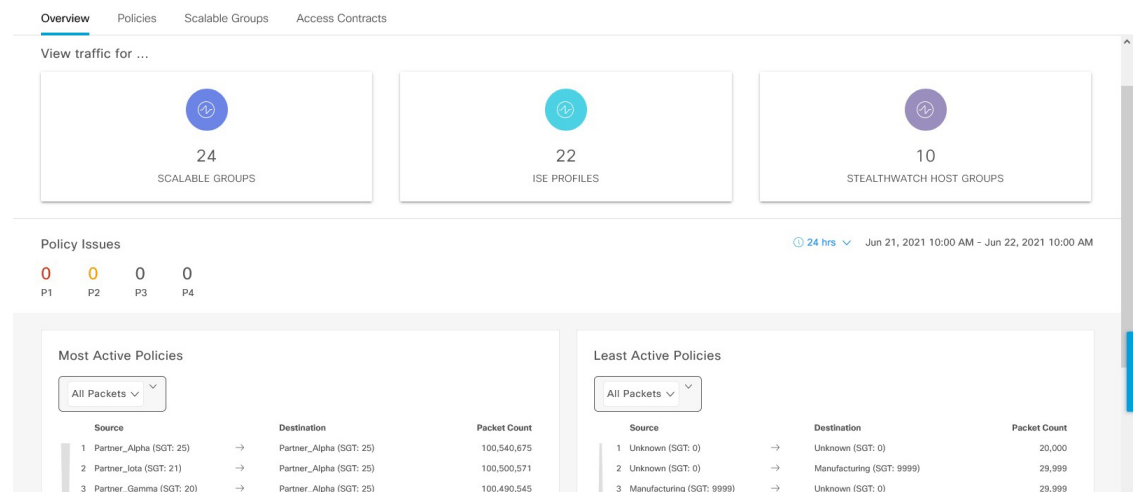 Overview Policies Scalable Groups Access Contracts
View traffic for ...
24
SCALABLE GROUPS
22
ISE PROFILES
10
STEALTHWATCH HOST GROUPS
Policy Issues
24 hrs Jun 21, 2021 10:00 AM - Jun 22, 2021 10:00 AM
0 0 0 0
P1 P2 P3 P4
Most Active Policies
All Packets
Source Destination Packet Count
1 Partner_Alpha (SGT: 25) → Partner_Alpha (SGT: 25) 100,540,675
2 Partner_Iota (SGT: 21) → Partner_Alpha (SGT: 25) 100,500,571
3 Partner_Gamma (SGT: 20) → Partner_Alpha (SGT: 25) 100,490,545
Least Active Policies
All Packets
Source Destination Packet Count
1 Unknown (SGT: 0) → Unknown (SGT: 0) 20,000
2 Unknown (SGT: 0) → Manufacturing (SGT: 9999) 29,999
3 Manufacturing (SGT: 9999) → Unknown (SGT: 0) 29,999